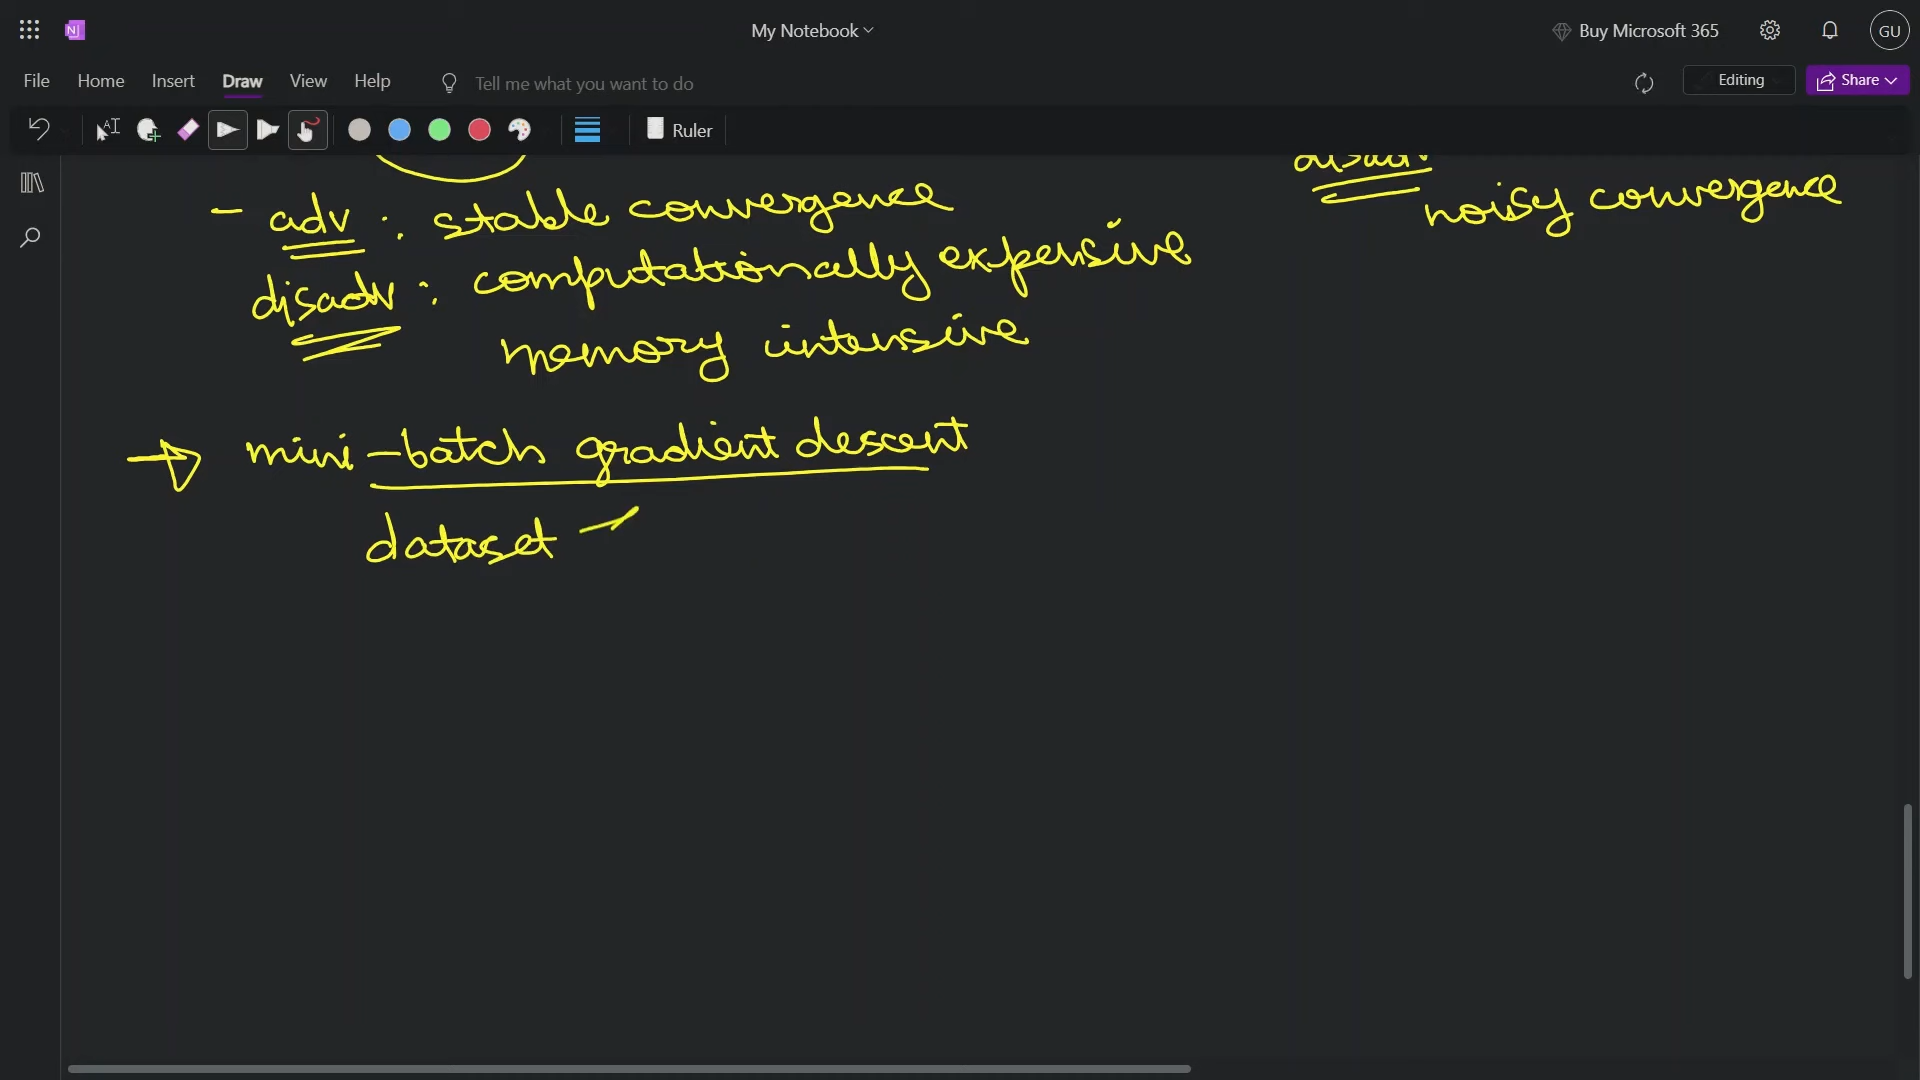 My Notebook
Buy Microsoft 365
GU
File Home Insert Draw View Help Tell me what you want to do
Editing
Share
Ruler
disadv
noisy convergence
- adv : stable convergence
disadv : computationally expensive
memory intensive
→ mini-batch gradient descent
dataset